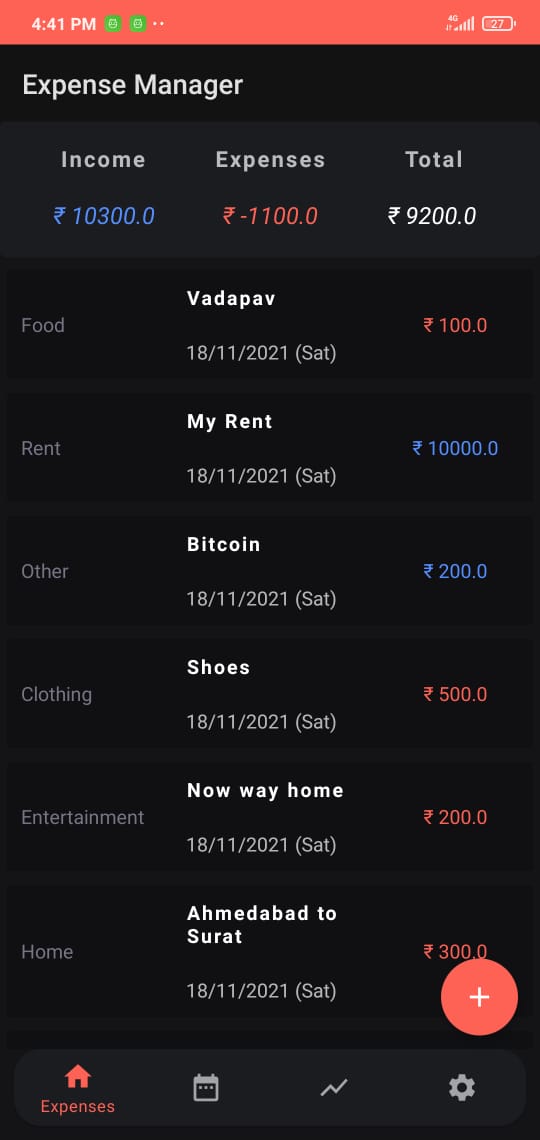 4:41 PM
4G
27
Expense Manager
Income Expenses Total
₹ 10300.0 ₹ -1100.0 ₹ 9200.0
Vadapav
Food ₹ 100.0
18/11/2021 (Sat)
My Rent
Rent ₹ 10000.0
18/11/2021 (Sat)
Bitcoin
Other ₹ 200.0
18/11/2021 (Sat)
Shoes
Clothing ₹ 500.0
18/11/2021 (Sat)
Now way home
Entertainment ₹ 200.0
18/11/2021 (Sat)
Ahmedabad to
Surat
Home ₹ 300.0
18/11/2021 (Sat)
+
Expenses